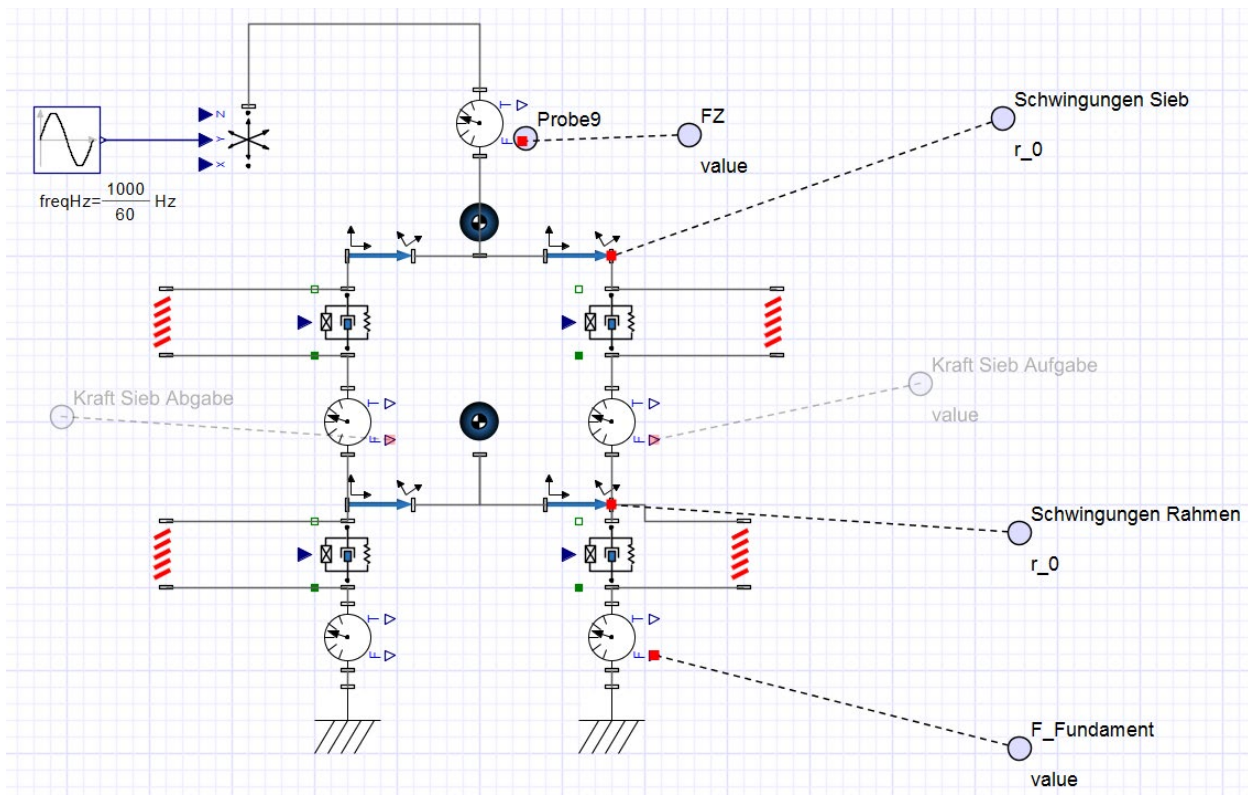 Schwingungen Sieb
r_0
T
Probe9
F
FZ
value
Z
Y
X
freqHz=1000/60 Hz
Kraft Sieb Aufgabe
value
Kraft Sieb Abgabe
T
F
T
F
Schwingungen Rahmen
r_0
T
F
T
F
F_Fundament
value